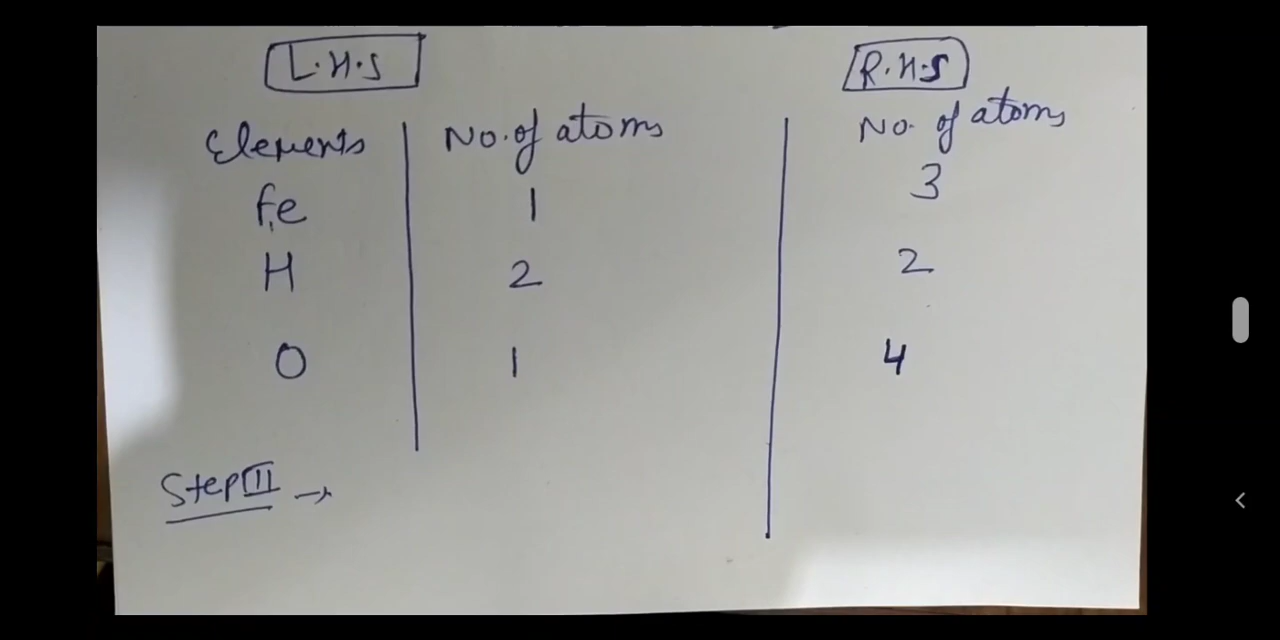 L.H.S R.H.S
Elements No. of atoms No. of atoms
Fe 1 3
H 2 2
O 1 4
Step II →